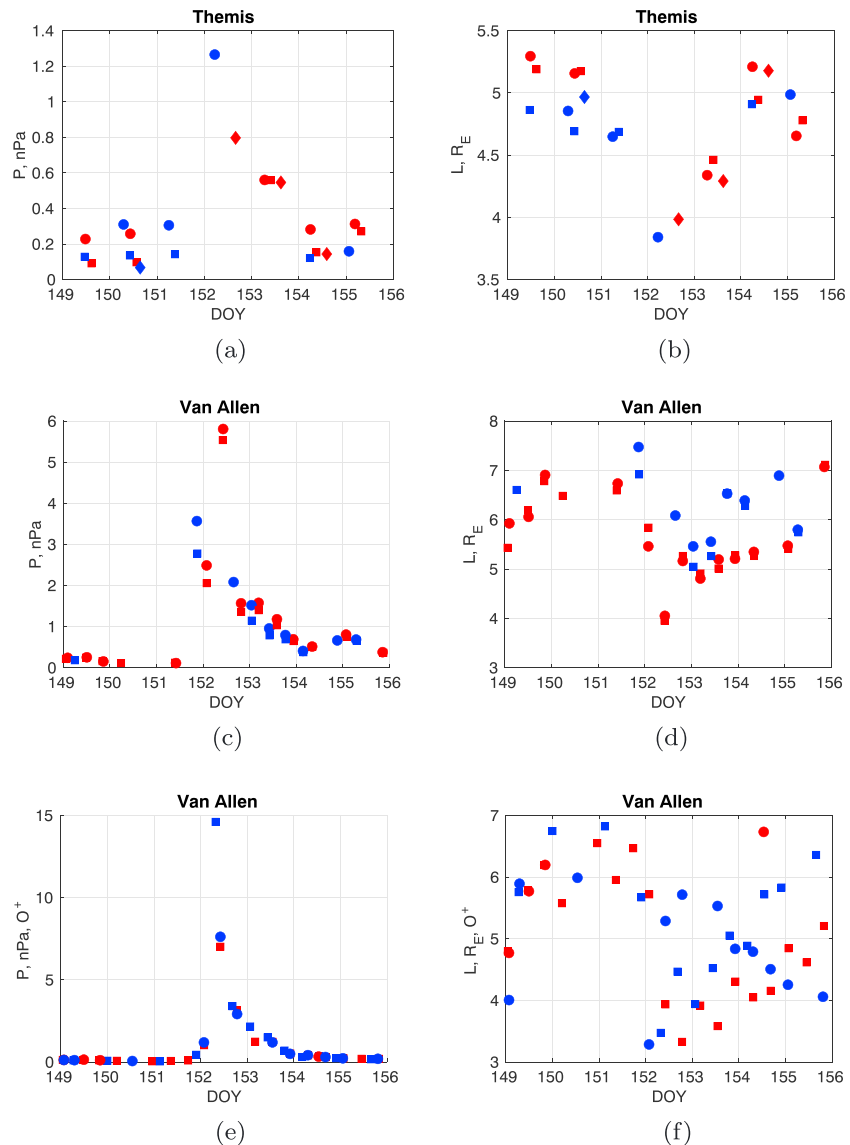 Themis
P, nPa
1.4
1.2
1
0.8
0.6
0.4
0.2
0
149 150 151 152 153 154 155 156
DOY
(a)
Themis
L, R_E
5.5
5
4.5
4
3.5
149 150 151 152 153 154 155 156
DOY
(b)
Van Allen
P, nPa
6
5
4
3
2
1
0
149 150 151 152 153 154 155 156
DOY
(c)
Van Allen
L, R_E
8
7
6
5
4
3
149 150 151 152 153 154 155 156
DOY
(d)
Van Allen
P, nPa, O⁺
15
10
5
0
149 150 151 152 153 154 155 156
DOY
(e)
Van Allen
L, R_E, O⁺
7
6
5
4
3
149 150 151 152 153 154 155 156
DOY
(f)